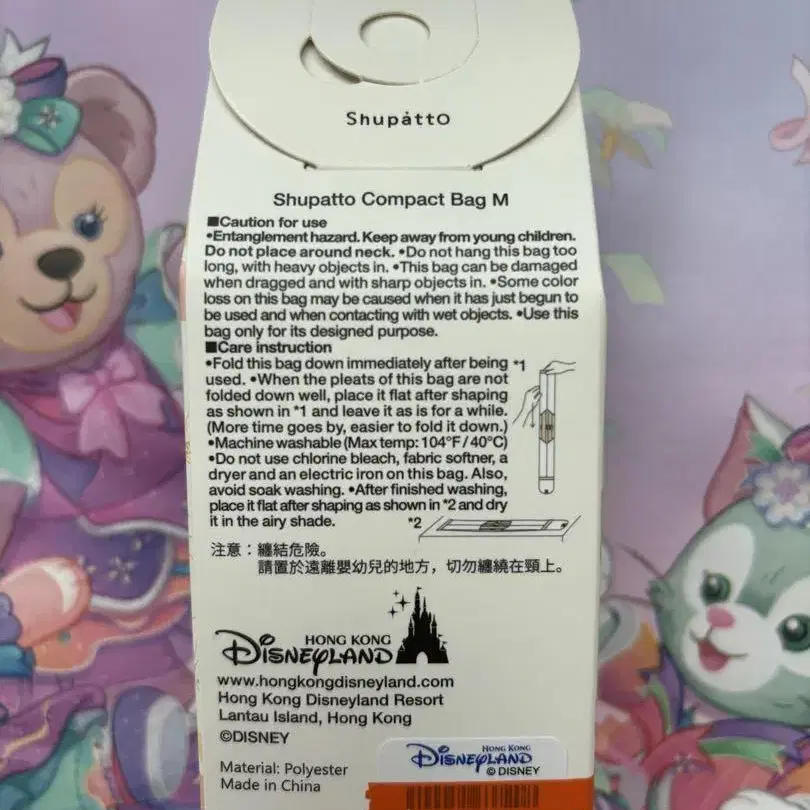 Shupatto
Shupatto Compact Bag M
■Caution for use
•Entanglement hazard. Keep away from young children.
Do not place around neck. •Do not hang this bag too
long, with heavy objects in. •This bag can be damaged
when dragged and with sharp objects in. •Some color
loss on this bag may be caused when it has just begun to
be used and when contacting with wet objects. •Use this
bag only for its designed purpose.
■Care instruction
•Fold this bag down immediately after being
used. •When the pleats of this bag are not
folded down well, place it flat after shaping
as shown in *1 and leave it as is for a while.
(More time goes by, easier to fold it down.)
•Machine washable (Max temp: 104°F/40°C)
•Do not use chlorine bleach, fabric softner, a
dryer and an electric iron on this bag. Also,
avoid soak washing. •After finished washing,
place it flat after shaping as shown in *2 and dry
it in the airy shade.
*1
*2
注意：纏結危險。
請置於遠離嬰幼兒的地方，切勿纏繞在頸上。
HONG KONG
DISNEYLAND
www.hongkongdisneyland.com
Hong Kong Disneyland Resort
Lantau Island, Hong Kong
©DISNEY
Material: Polyester
Made in China
HONG KONG
DISNEYLAND
© DISNEY